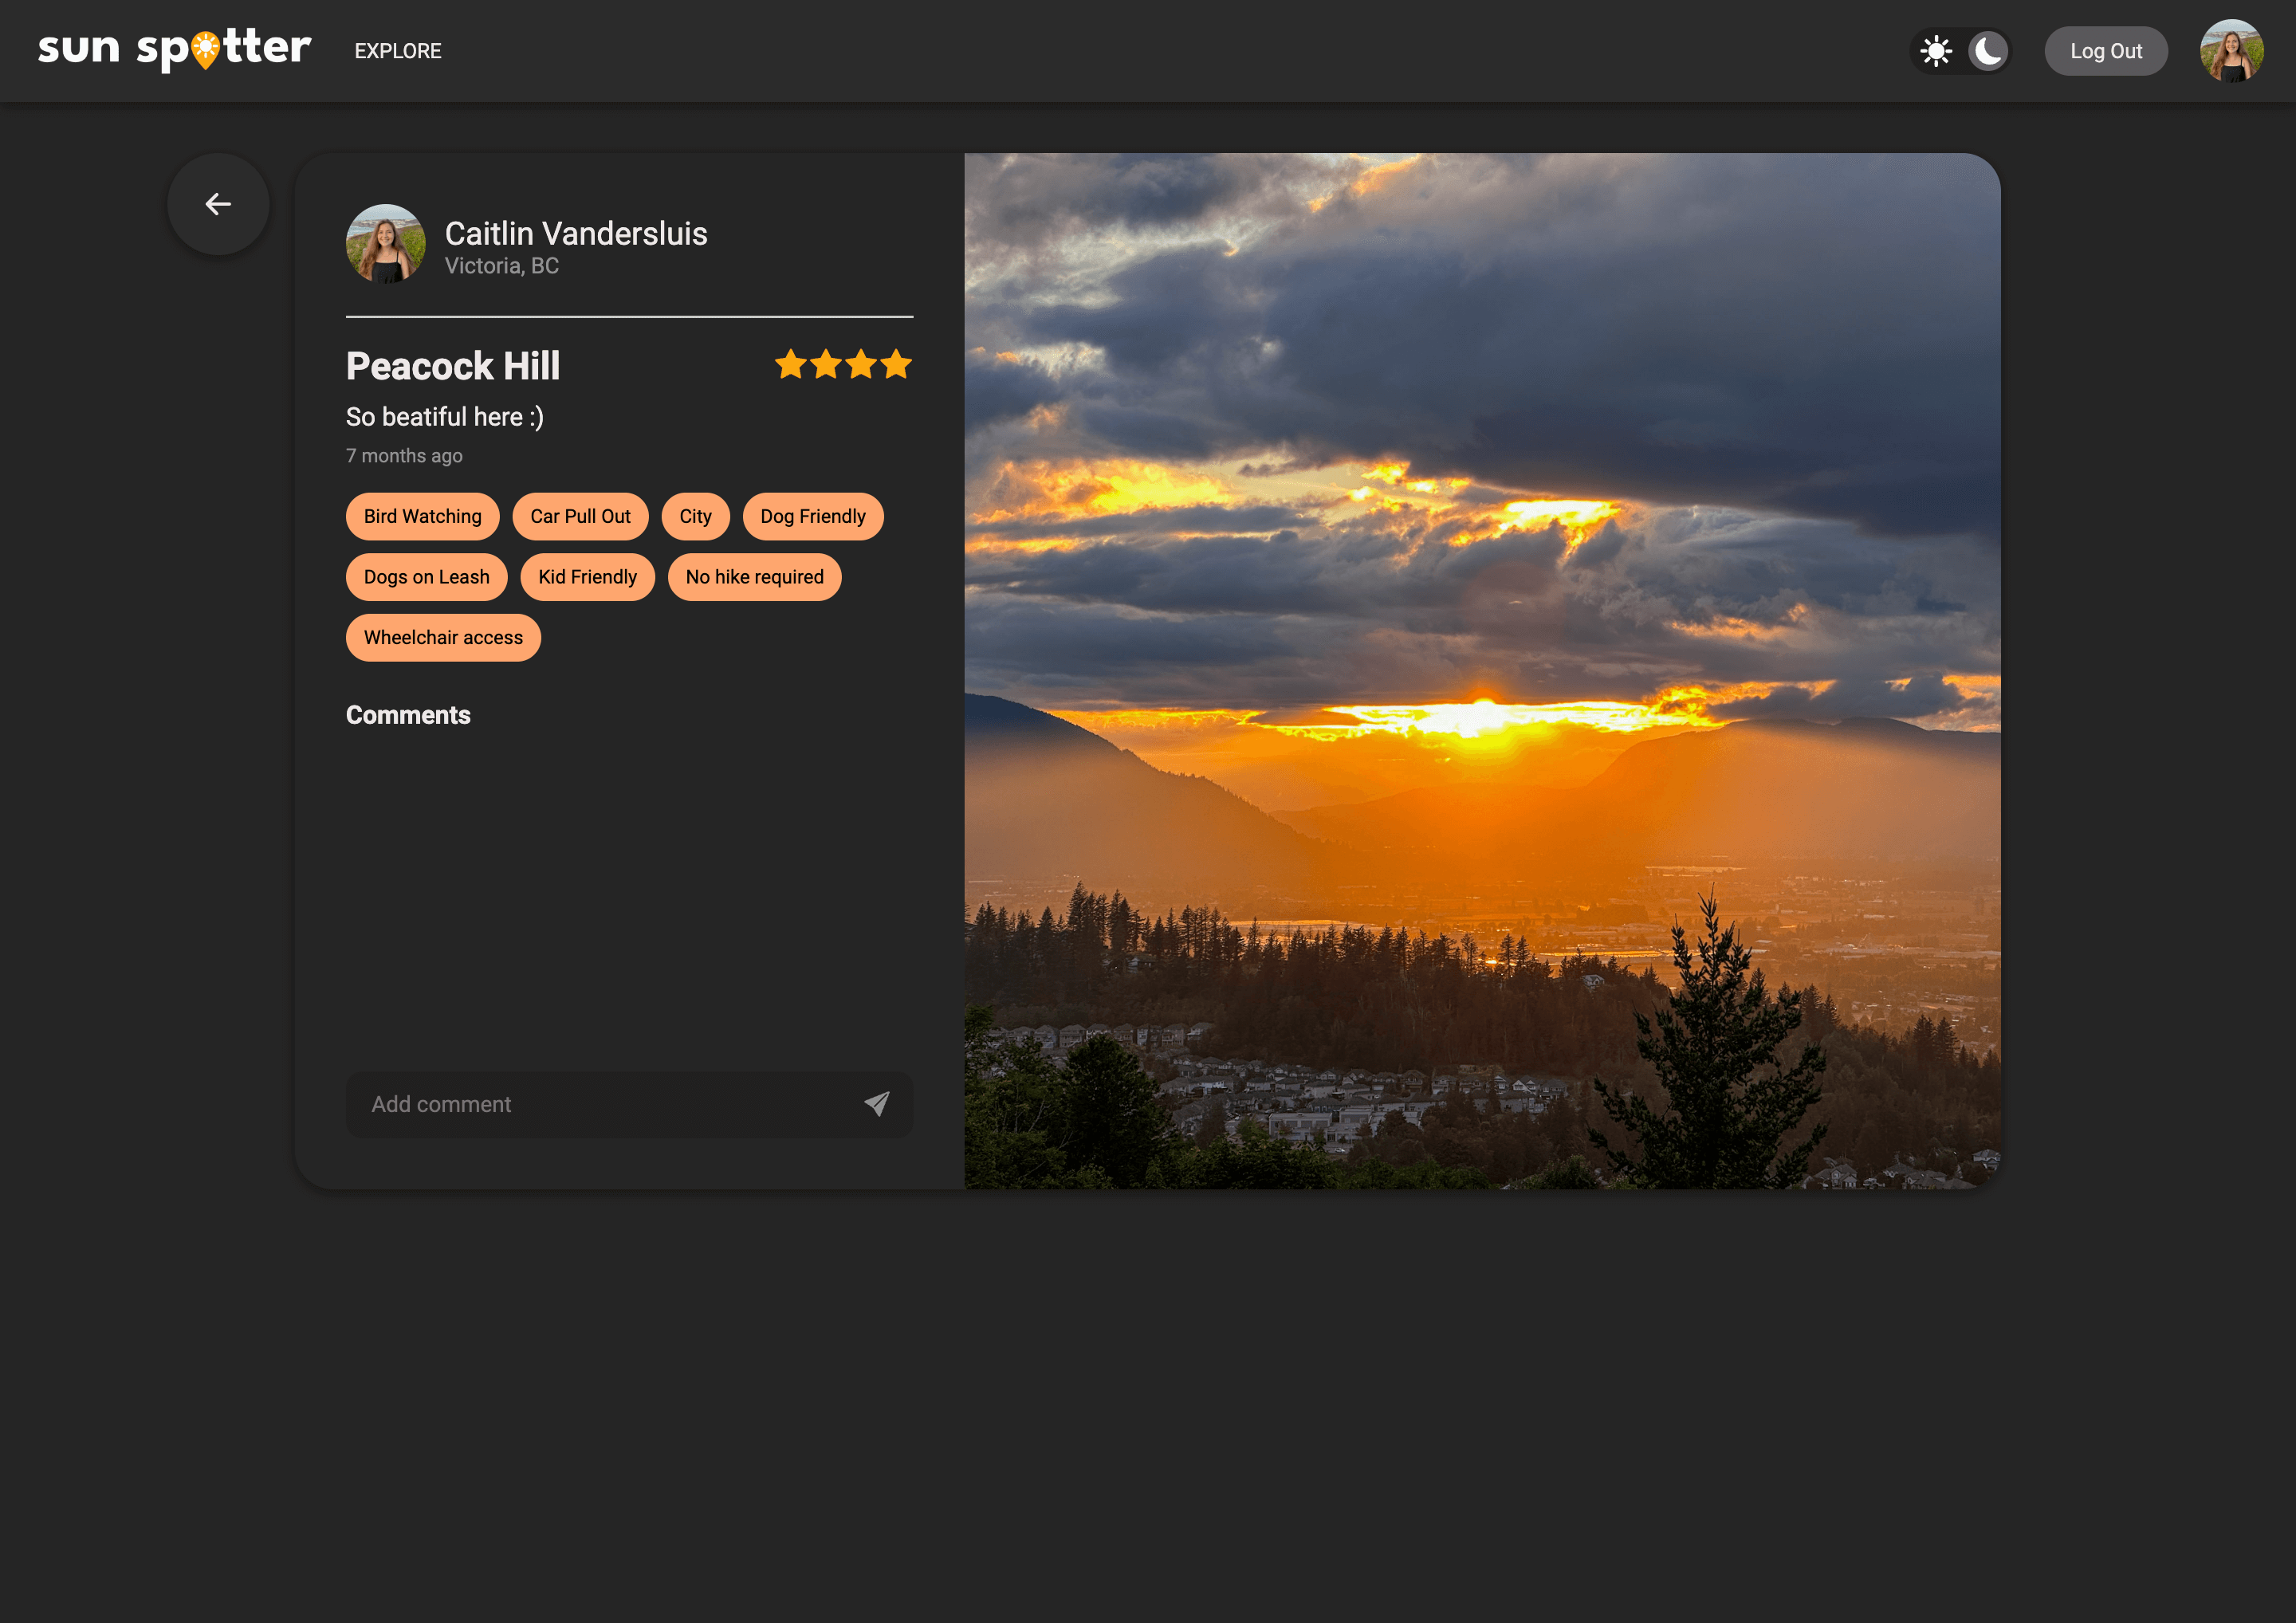 sun spotter
EXPLORE
Log Out
Caitlin Vandersluis
Victoria, BC
Peacock Hill
So beatiful here :)
7 months ago
Bird Watching Car Pull Out City Dog Friendly
Dogs on Leash Kid Friendly No hike required
Wheelchair access
Comments
Add comment